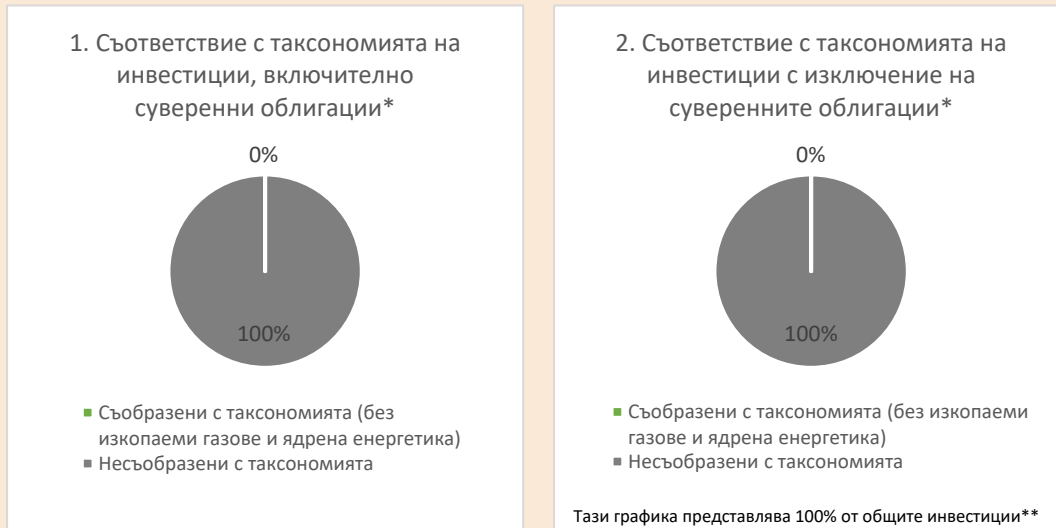 1. Съответствие с таксономията на
инвестиции, включително
суверенни облигации*
0%
100%
Съобразени с таксономията (без
изкопаеми газове и ядрена енергетика)
Несъобразени с таксономията
2. Съответствие с таксономията на
инвестиции с изключение на
суверенните облигации*
0%
100%
Съобразени с таксономията (без изкопаеми
газове и ядрена енергетика)
Несъобразени с таксономията
Тази графика представлява 100% от общите инвестиции**